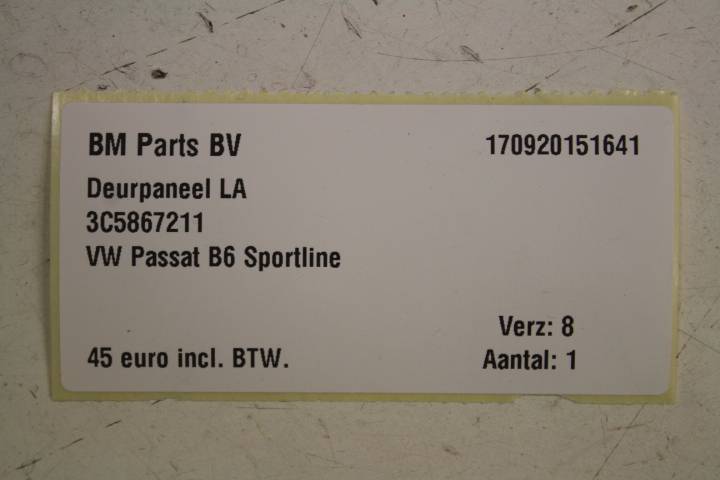 BM Parts BV 170920151641
Deurpaneel LA
3C5867211
VW Passat B6 Sportline
Verz: 8
45 euro incl. BTW. Aantal: 1